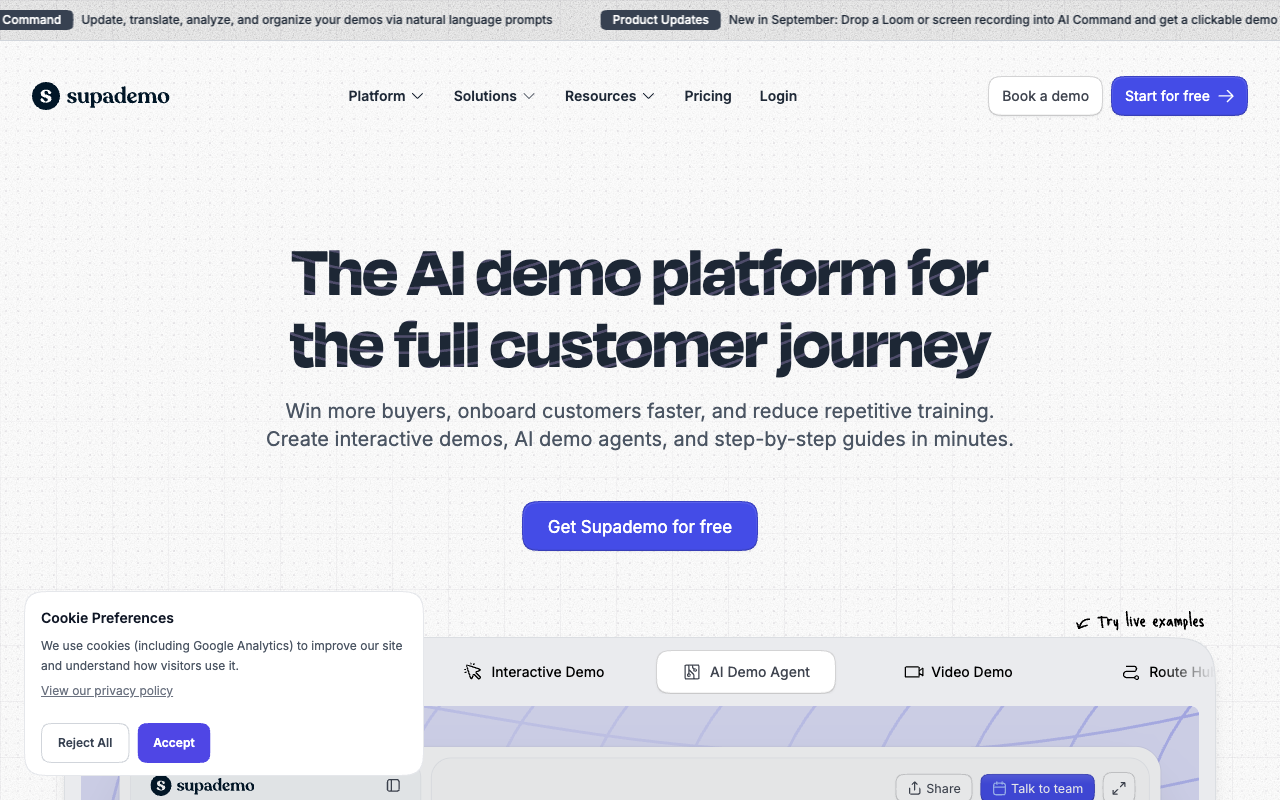 Command Update, translate, analyze, and organize your demos via natural language prompts Product Updates New in September: Drop a Loom or screen recording into AI Command and get a clickable demo
S supademo Platform Solutions Resources Pricing Login Book a demo Start for free
The AI demo platform for
the full customer journey
Win more buyers, onboard customers faster, and reduce repetitive training.
Create interactive demos, AI demo agents, and step-by-step guides in minutes.
Get Supademo for free
Try live examples
Interactive Demo AI Demo Agent Video Demo Route
Cookie Preferences
We use cookies (including Google Analytics) to improve our site
and understand how visitors use it.
View our privacy policy
Reject All Accept
S supademo Share Talk to team